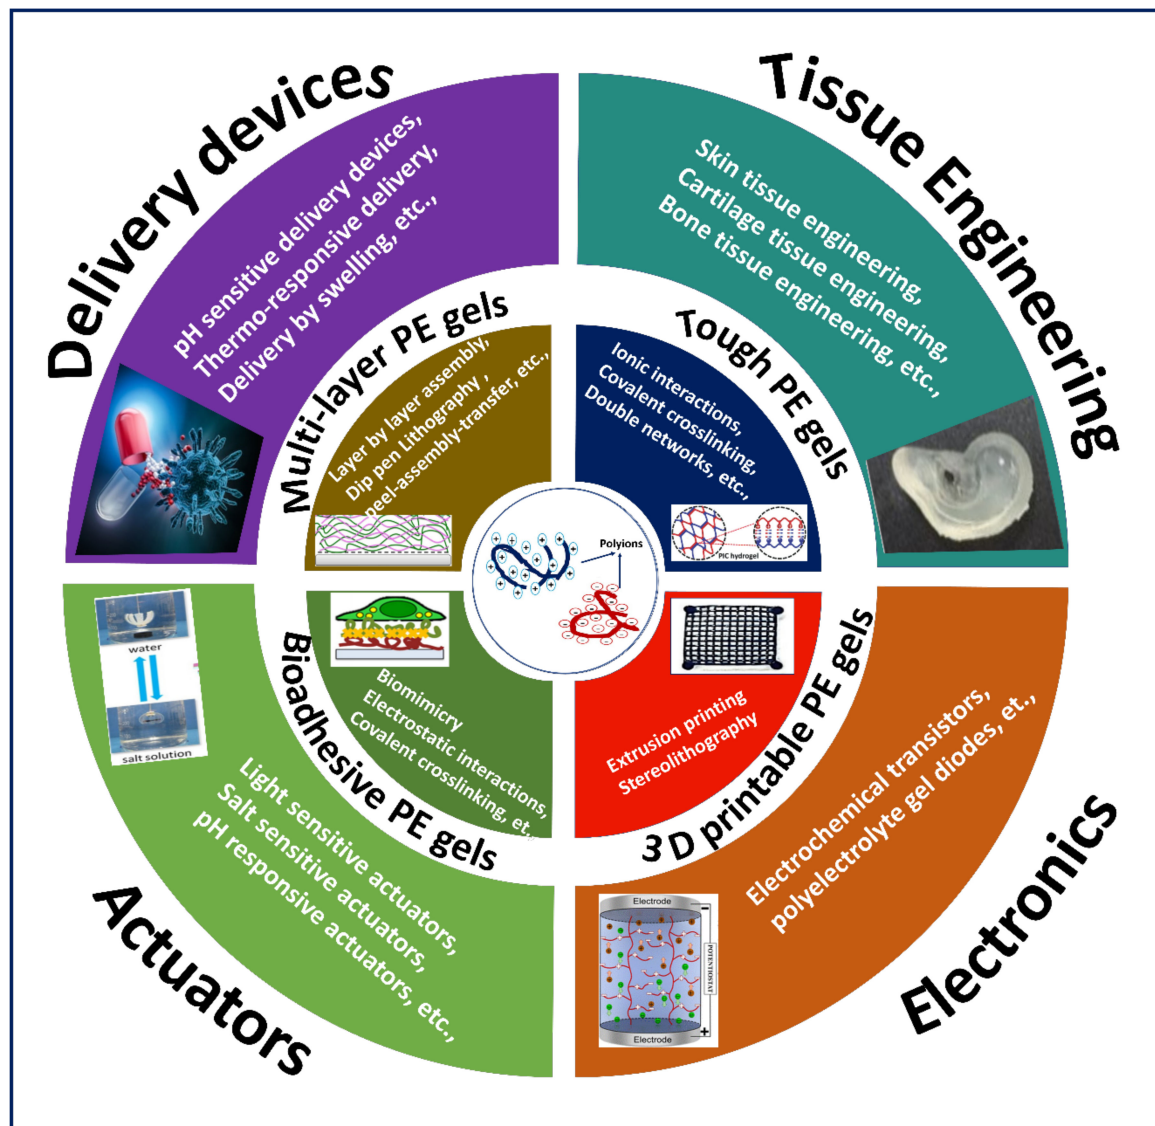 Delivery devices
pH sensitive delivery devices,
Thermo-responsive delivery,
Delivery by swelling, etc.,
Tissue Engineering
Skin tissue engineering,
Cartilage tissue engineering,
Bone tissue engineering, etc.,
Multi-layer PE gels
Layer by layer assembly,
Dip pen Lithography ,
peel-assembly-transfer, etc.,
Tough PE gels
Ionic interactions,
Covalent crosslinking,
Double networks, etc.,
PIC hydrogel
Polyions
Bioadhesive PE gels
Biomimicry
Electrostatic interactions,
Covalent crosslinking, et.,
3D printable PE gels
Extrusion printing
Stereolithography
Actuators
water
salt solution
Light sensitive actuators,
Salt sensitive actuators,
pH responsive actuators, etc.,
Electronics
Electrochemical transistors,
polyelectrolyte gel diodes, et.,
Electrode
POTENTIOSTAT
Electrode